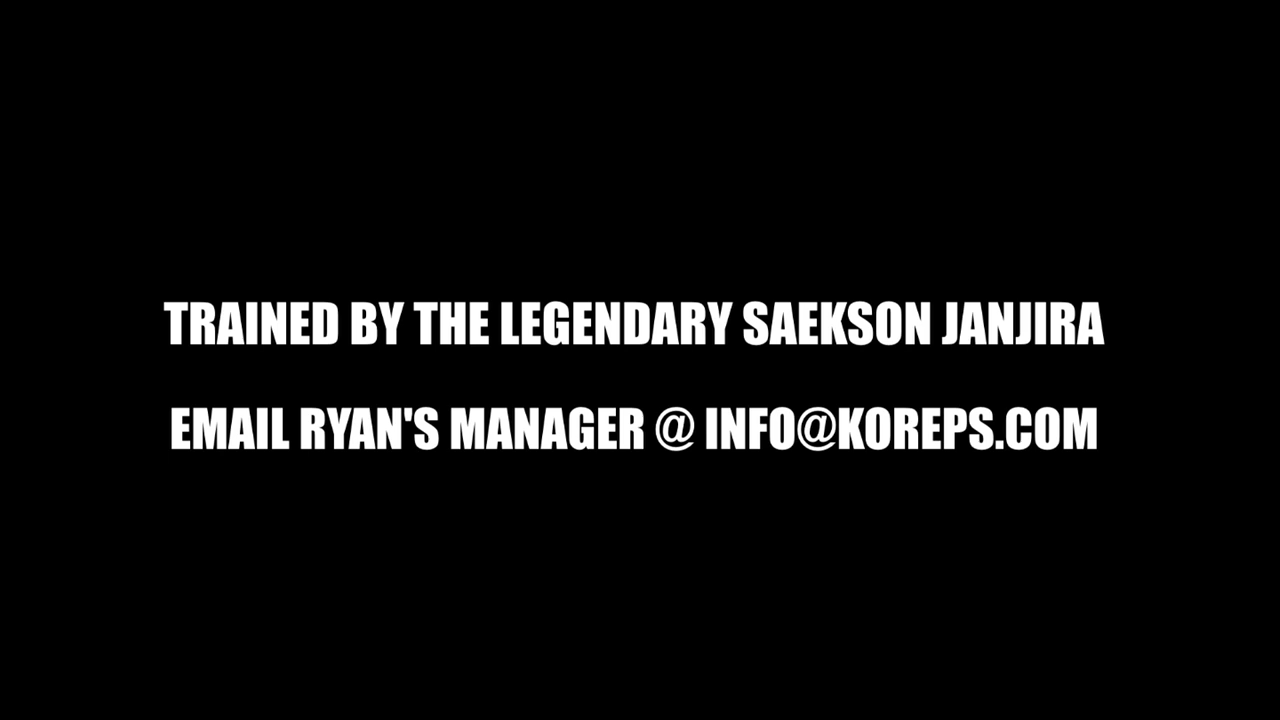 TRAINED BY THE LEGENDARY SAEKSON JANJIRA
EMAIL RYAN'S MANAGER @ INFO@KOREPS.COM